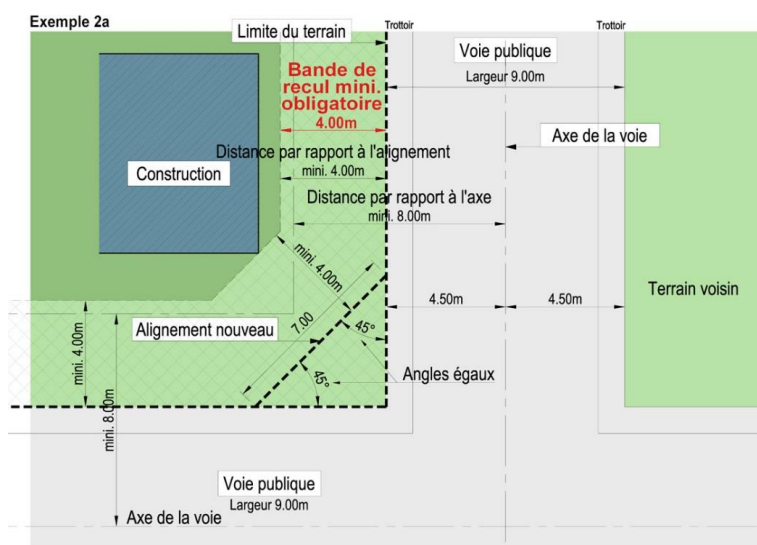 Exemple 2a
Limite du terrain
Trottoir
Trottoir
Voie publique
Largeur 9.00m
Bande de
recul mini.
obligatoire
4.00m
Axe de la voie
Distance par rapport à l'alignement
mini. 4.00m
Construction
Distance par rapport à l'axe
mini. 8.00m
mini. 4.00m
4.50m
4.50m
Terrain voisin
mini. 4.00m
Alignement nouveau
7.00
45°
45°
Angles égaux
mini. 8.00m
Voie publique
Largeur 9.00m
Axe de la voie